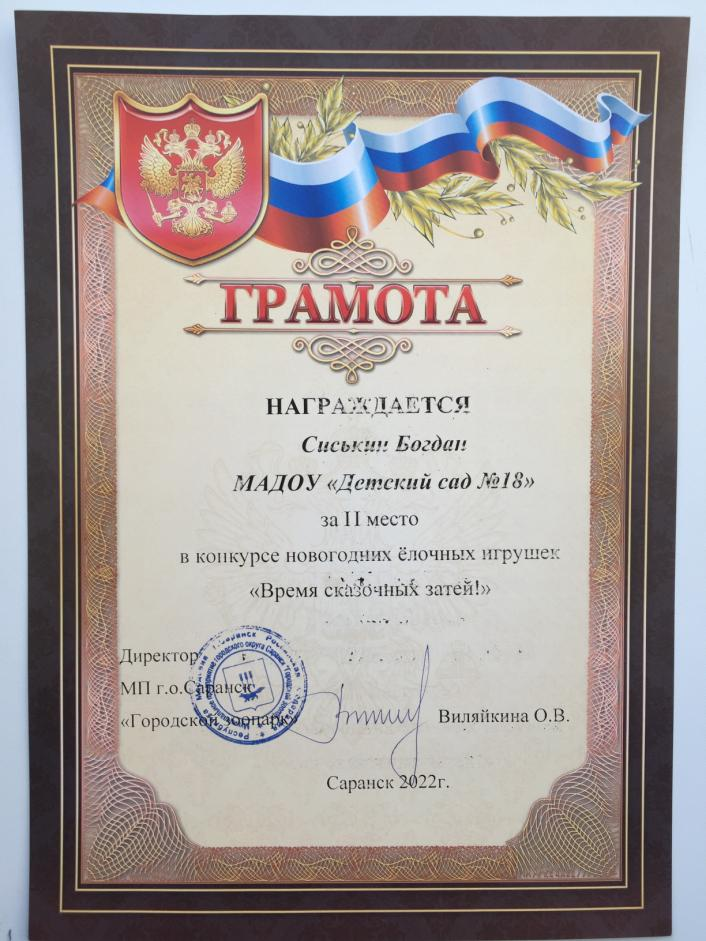 ГРАМОТА
НАГРАЖДАЕТСЯ
Сиськин Богдан
МАДОУ «Детский сад №18»
за II место
в конкурсе новогодних ёлочных игрушек
«Время сказочных затей!»
Директор
МП г.о.Саранск
«Городской зоопарк»
Виляйкина О.В.
Саранск 2022г.